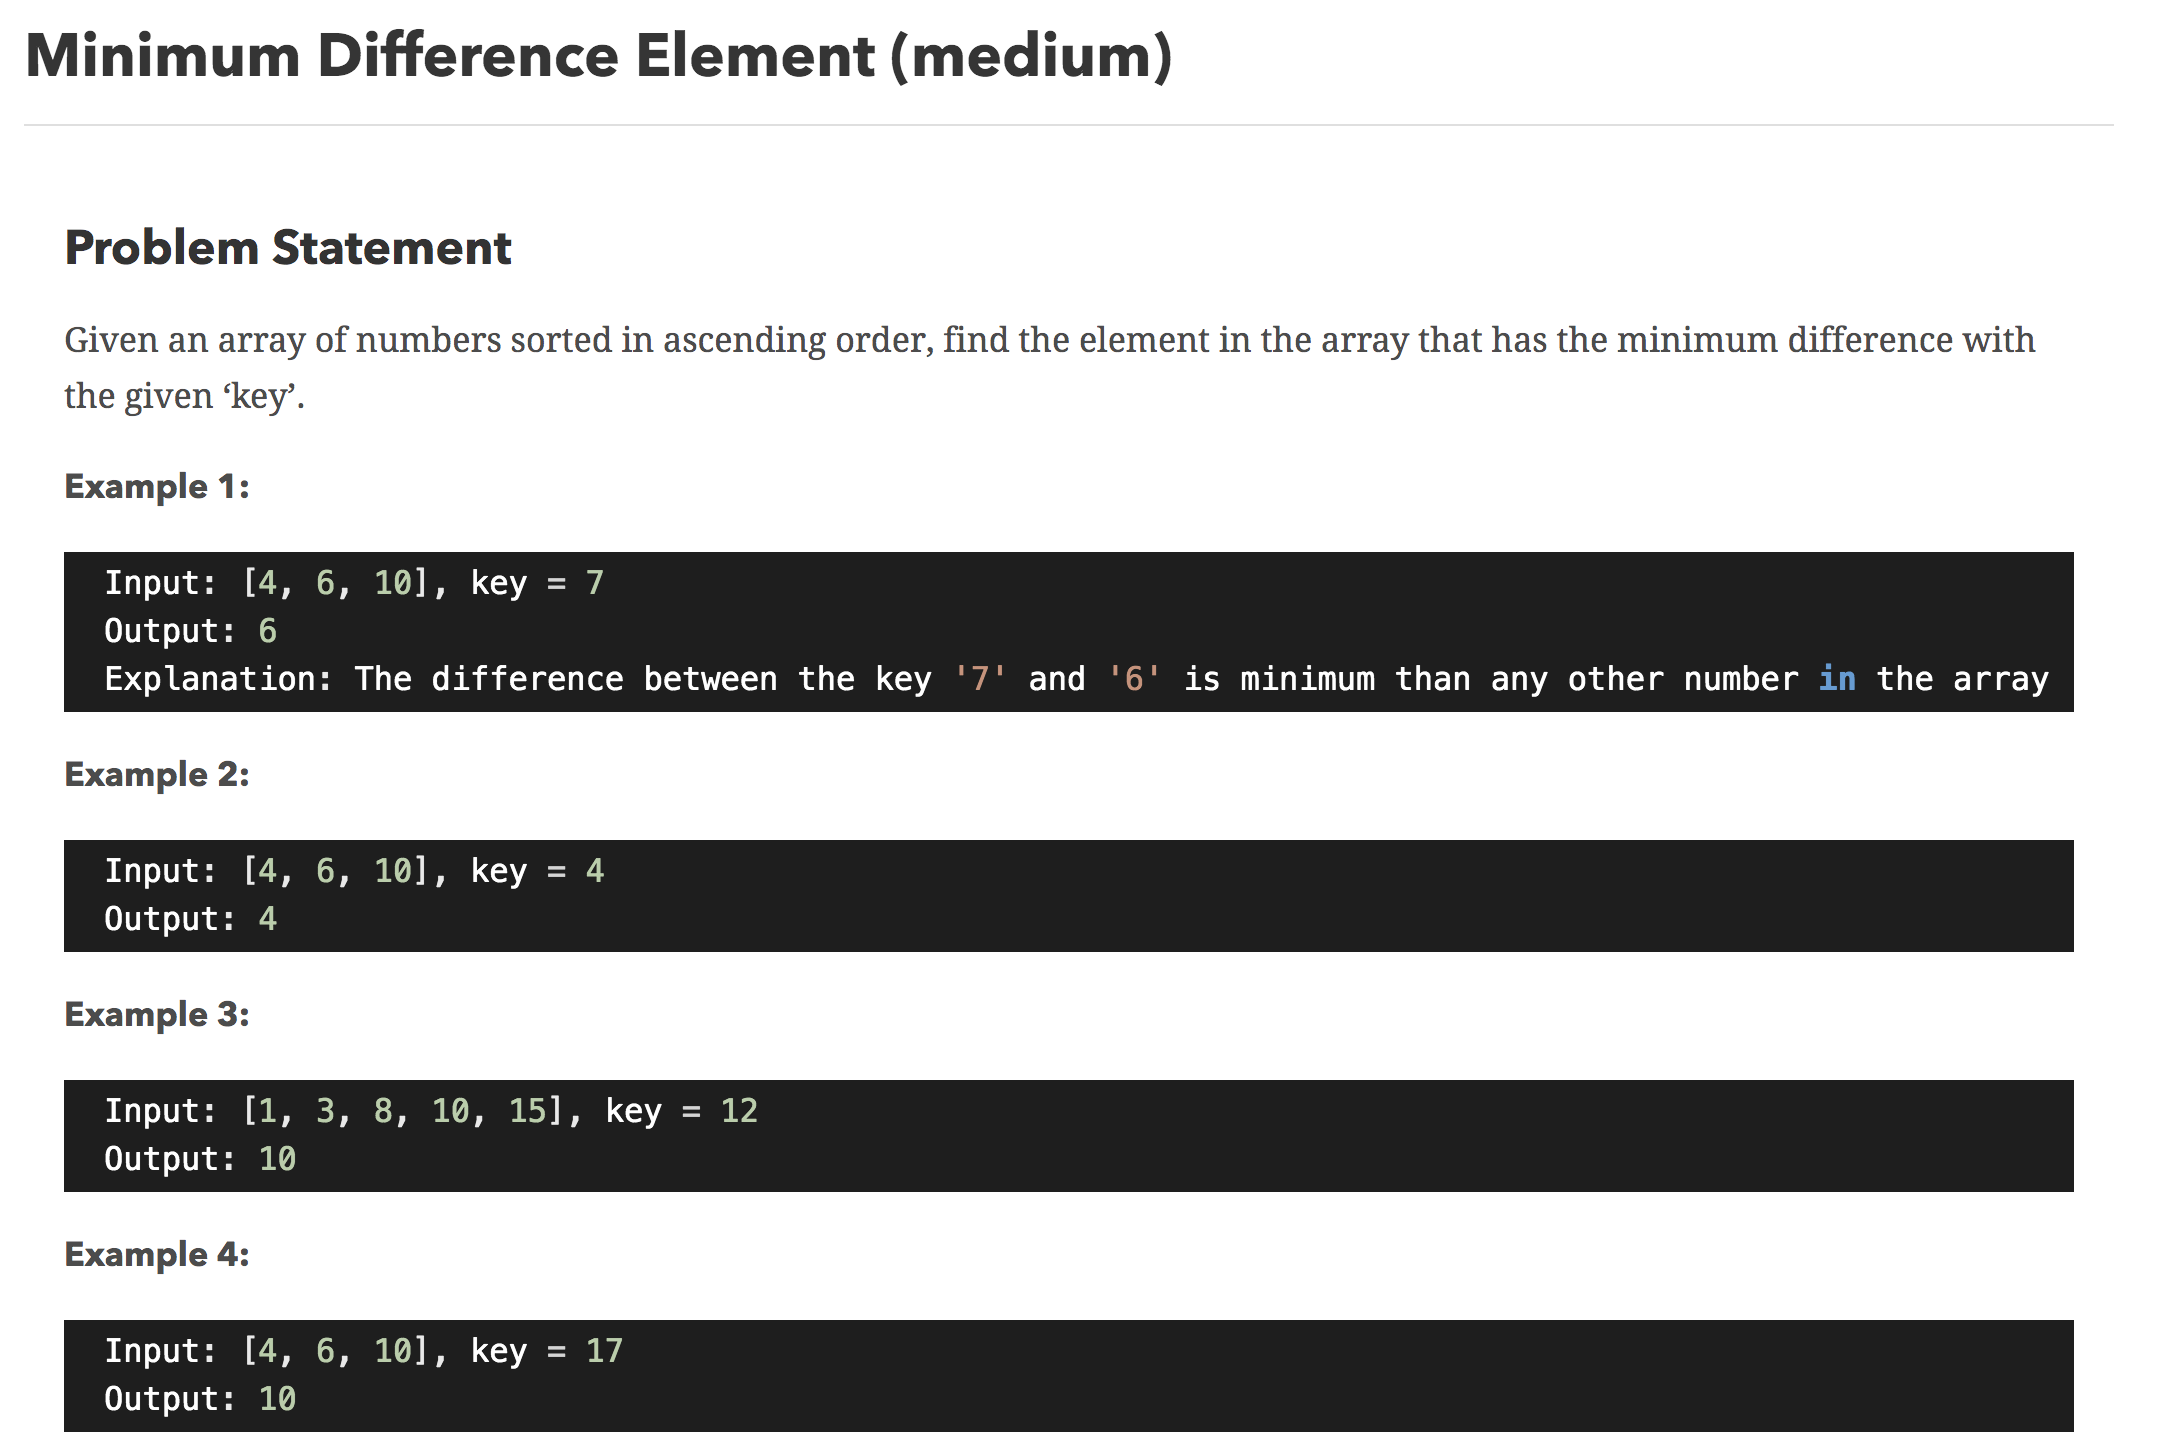 Minimum Difference Element (medium)
Problem Statement
Given an array of numbers sorted in ascending order, find the element in the array that has the minimum difference with
the given ‘key’.
Example 1:
Input: [4, 6, 10], key = 7
Output: 6
Explanation: The difference between the key '7' and '6' is minimum than any other number in the array
Example 2:
Input: [4, 6, 10], key = 4
Output: 4
Example 3:
Input: [1, 3, 8, 10, 15], key = 12
Output: 10
Example 4:
Input: [4, 6, 10], key = 17
Output: 10